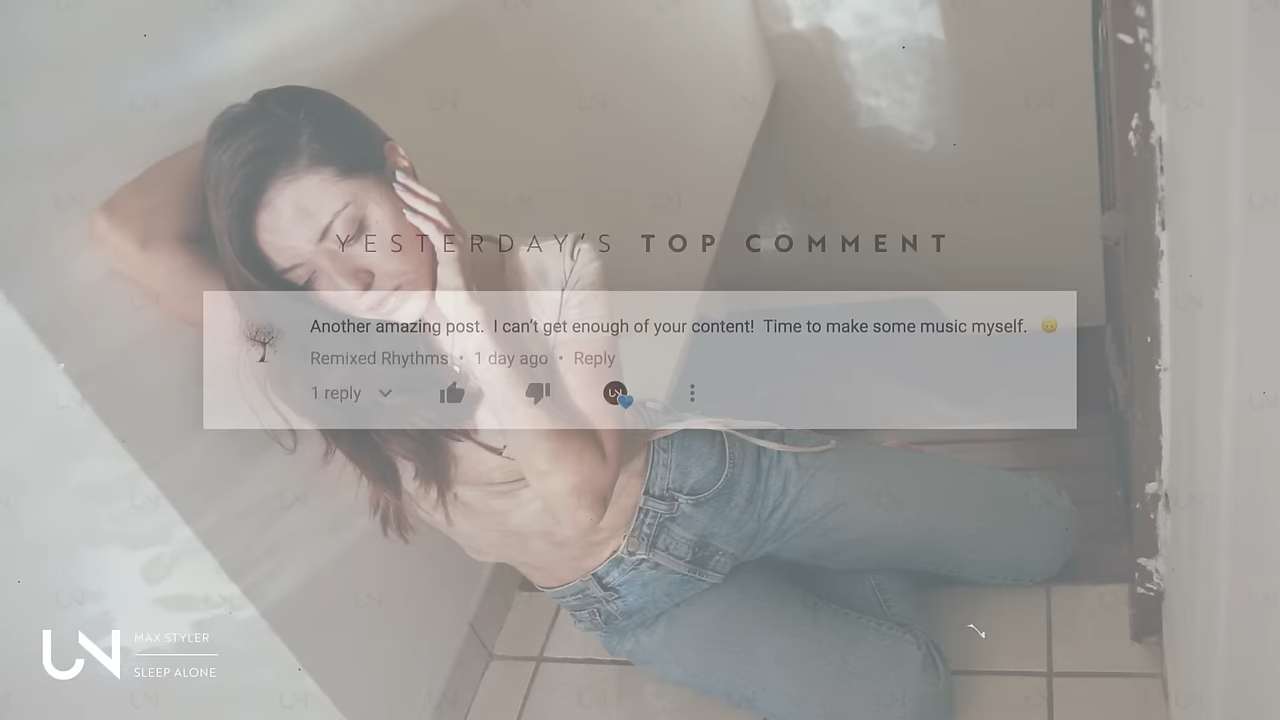 YESTERDAY'S TOP COMMENT
Another amazing post.  I can't get enough of your content!  Time to make some music myself.
Remixed Rhythms • 1 day ago • Reply
1 reply
UN
MAX STYLER
SLEEP ALONE